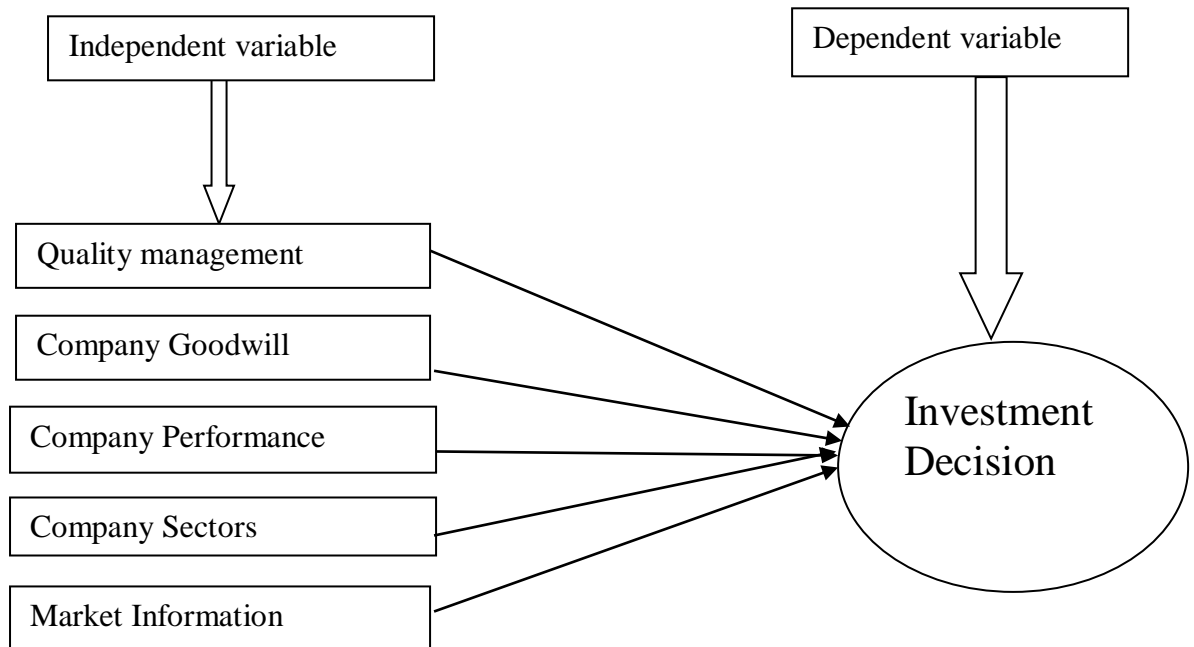 Independent variable
Dependent variable
Quality management
Company Goodwill
Company Performance
Company Sectors
Market Information
Investment
Decision